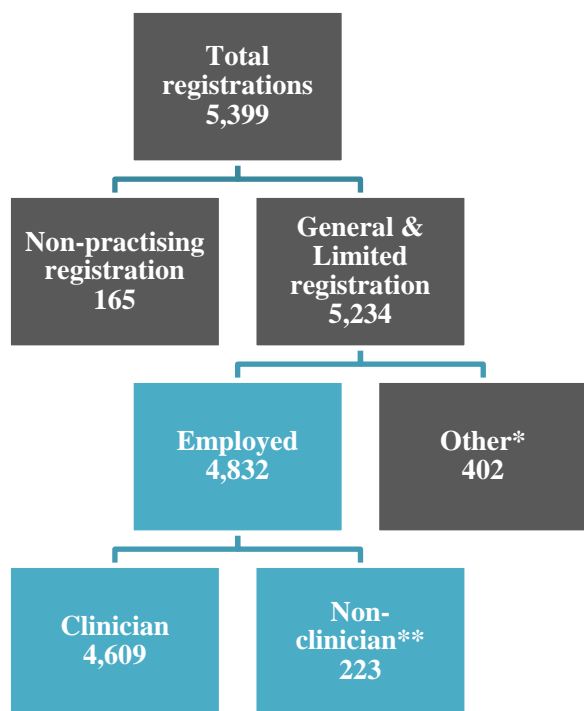 Total
registrations
5,399
Non-practising
registration
165
General &
Limited
registration
5,234
Employed
4,832
Other*
402
Clinician
4,609
Non-
clinician**
223